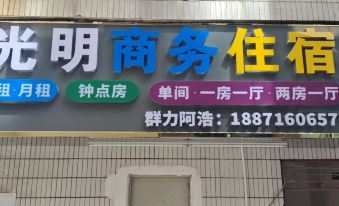 光明商务住宿
租·月租 钟点房 单间·一房一厅·两房一厅
群力阿浩：18871606057